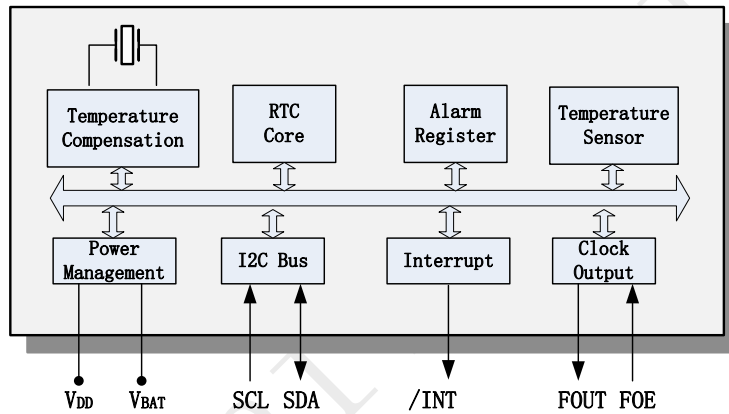 Temperature
Compensation
RTC
Core
Alarm
Register
Temperature
Sensor
Power
Management
I2C Bus
Interrupt
Clock
Output
VDD
VBAT
SCL
SDA
/INT
FOUT
FOE